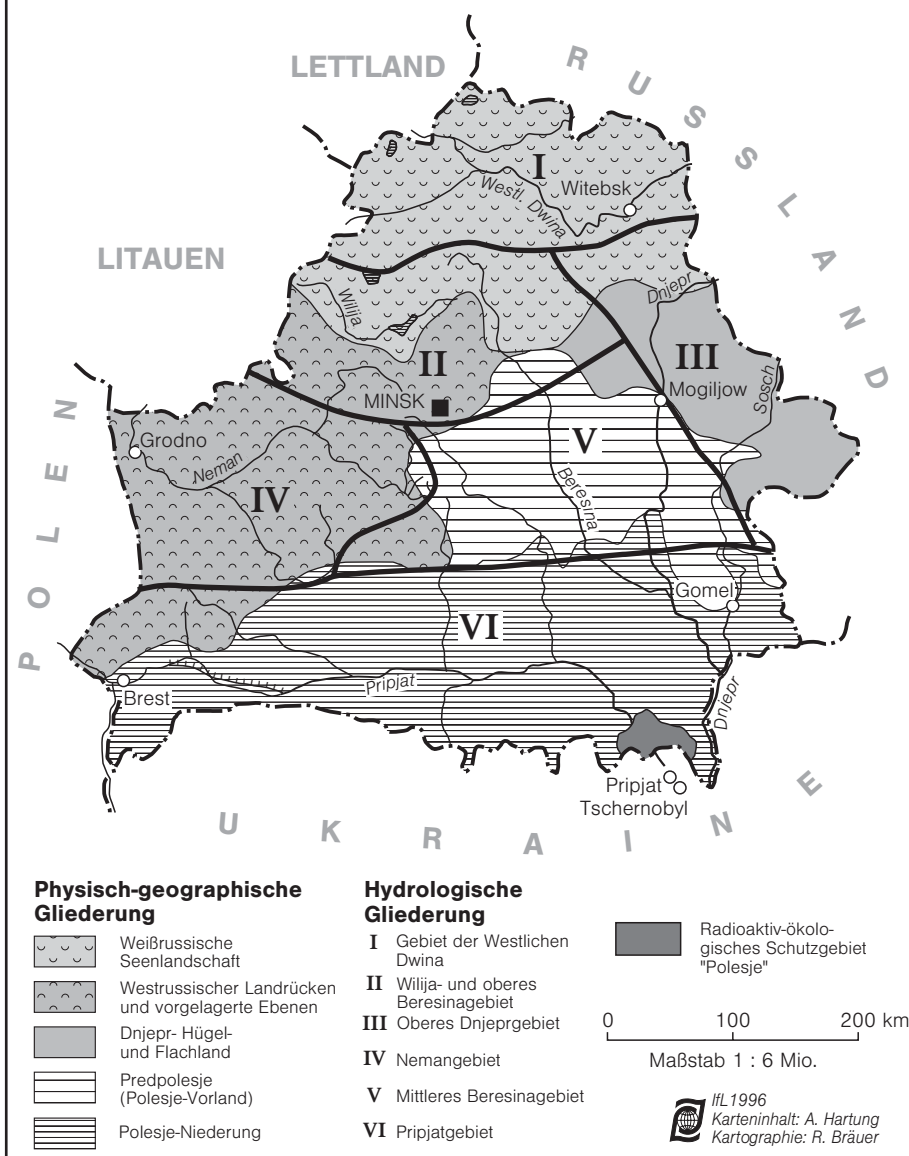 LETTLAND
RUSSLAND
I
Westl. Dwina
Witebsk
LITAUEN
Wilija
Dnjepr
II
III
MINSK
Mogiljow
Sosch
POLEN
Grodno
Neman
IV
V
Beresina
Gomel
VI
Brest
Pripjat
Dnjepr
Pripjat
Tschernobyl
UKRAINE
Physisch-geographische
Gliederung
Weißrussische
Seenlandschaft
Westrussischer Landrücken
und vorgelagerte Ebenen
Dnjepr- Hügel-
und Flachland
Predpolesje
(Polesje-Vorland)
Polesje-Niederung
Hydrologische
Gliederung
I Gebiet der Westlichen
Dwina
II Wilija- und oberes
Beresinagebiet
III Oberes Dnjeprgebiet
IV Nemangebiet
V Mittleres Beresinagebiet
VI Pripjatgebiet
Radioaktiv-ökolo-
gisches Schutzgebiet
"Polesje"
0 100 200 km
Maßstab 1 : 6 Mio.
IfL1996
Karteninhalt: A. Hartung
Kartographie: R. Bräuer